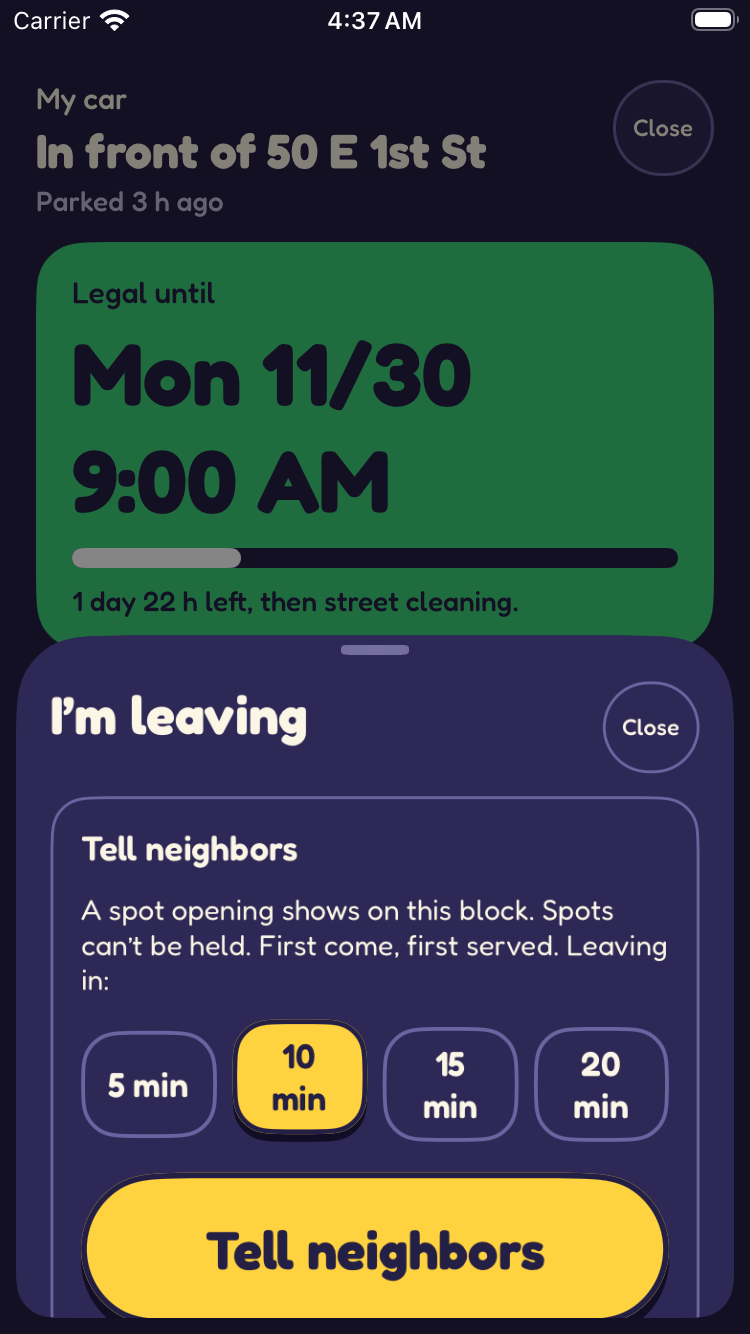 Carrier
4:37 AM
My car
Close
In front of 50 E 1st St
Parked 3 h ago
Legal until
Mon 11/30
9:00 AM
1 day 22 h left, then street cleaning.
I'm leaving
Close
Tell neighbors
A spot opening shows on this block. Spots
can't be held. First come, first served. Leaving
in:
5 min
10
min
15
min
20
min
Tell neighbors